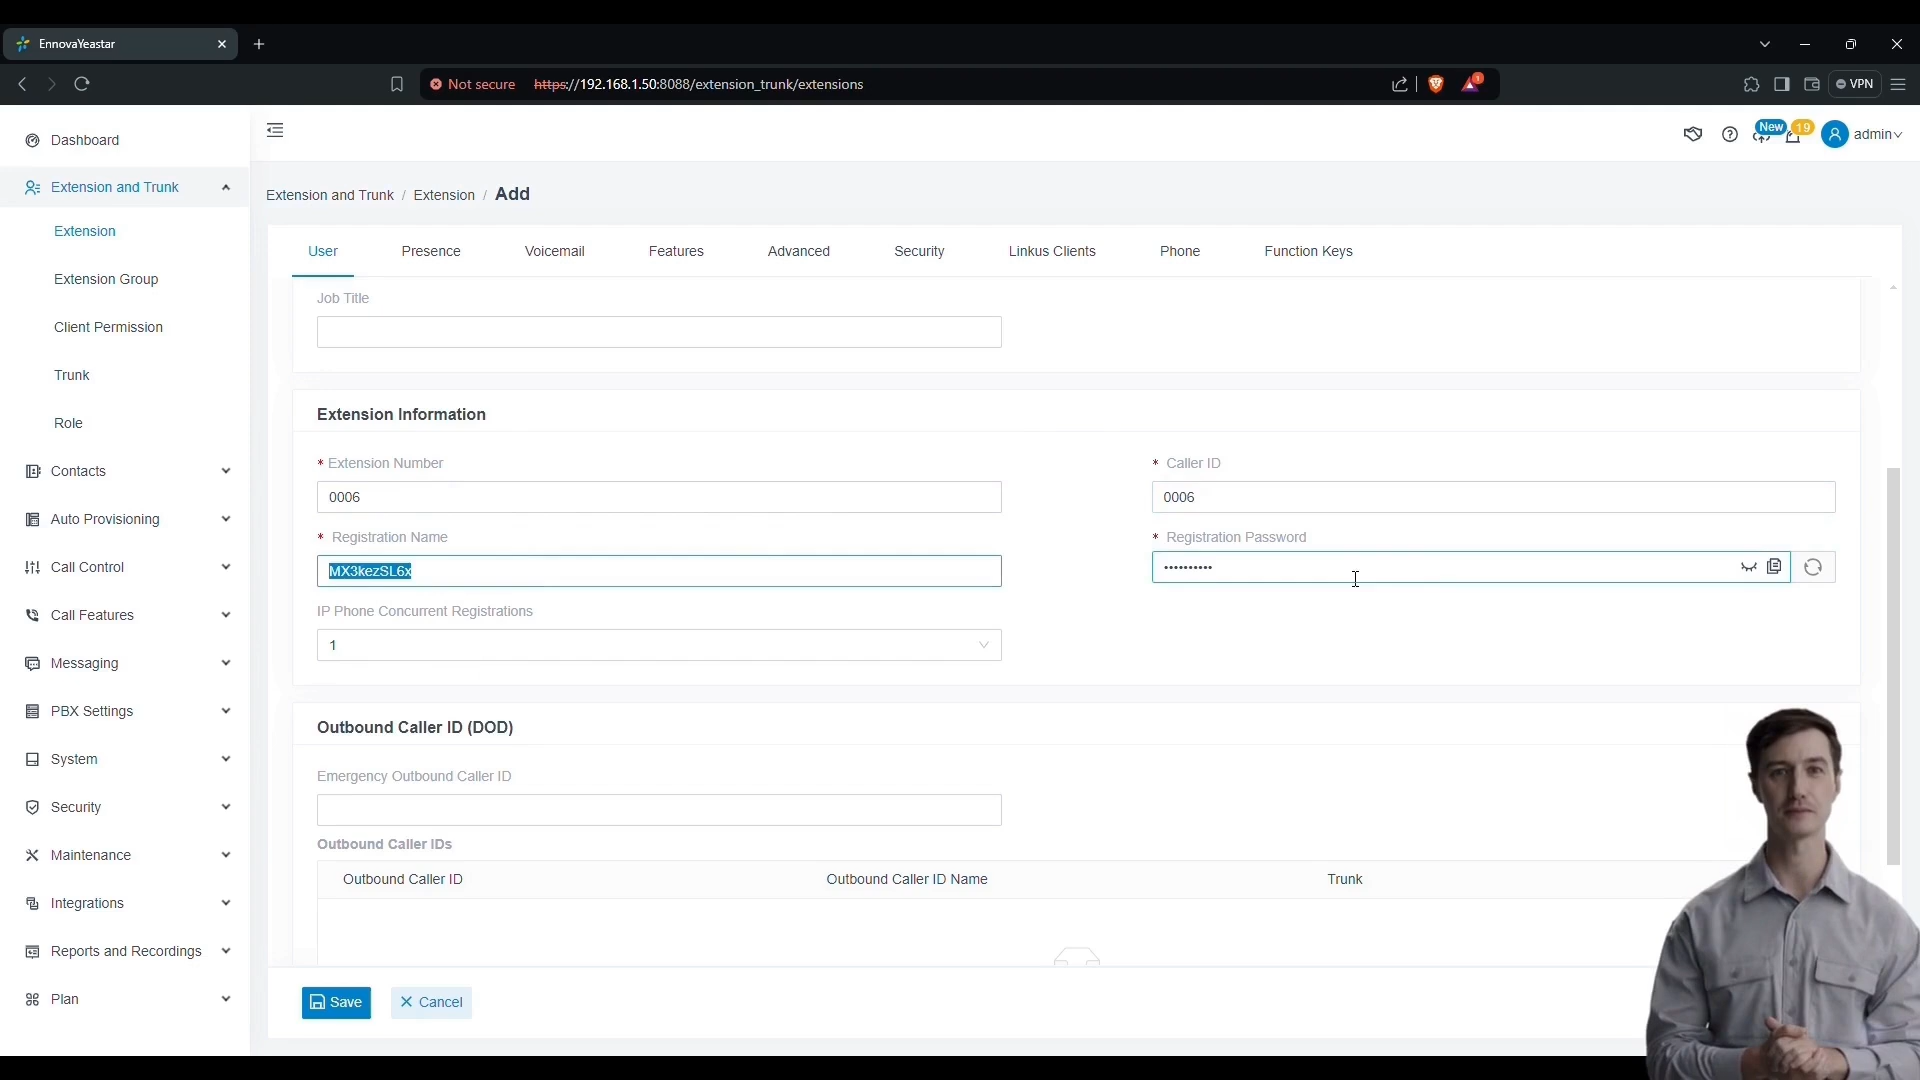 EnnovaYeastar
Not secure https://192.168.1.50:8088/extension_trunk/extensions
1
VPN
Dashboard
New
19
admin
Extension and Trunk
Extension and Trunk / Extension / Add
Extension
Extension Group
Client Permission
Trunk
Role
Contacts
Auto Provisioning
Call Control
Call Features
Messaging
PBX Settings
System
Security
Maintenance
Integrations
Reports and Recordings
Plan
User Presence Voicemail Features Advanced Security Linkus Clients Phone Function Keys
Job Title
Extension Information
* Extension Number
0006
* Caller ID
0006
* Registration Name
MX3kezSL6x
* Registration Password
••••••••••
IP Phone Concurrent Registrations
1
Outbound Caller ID (DOD)
Emergency Outbound Caller ID
Outbound Caller IDs
Outbound Caller ID Outbound Caller ID Name Trunk
Save Cancel